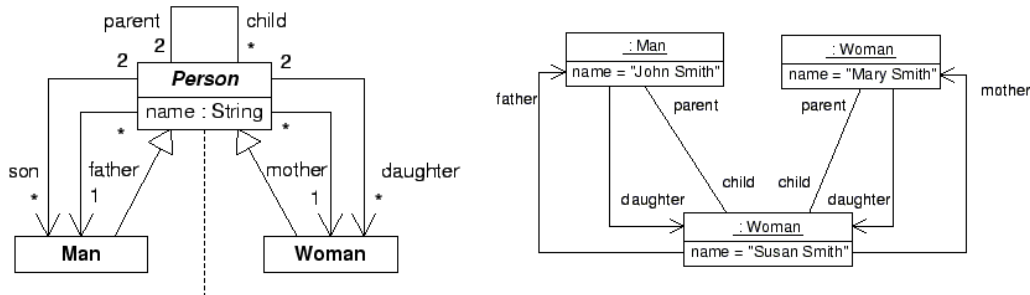 parent
child
2
*
2
2
Person
name : String
*
*
son
father
mother
daughter
*
1
1
*
Man
Woman
: Man
name = "John Smith"
: Woman
name = "Mary Smith"
father
parent
parent
mother
child
child
daughter
daughter
: Woman
name = "Susan Smith"